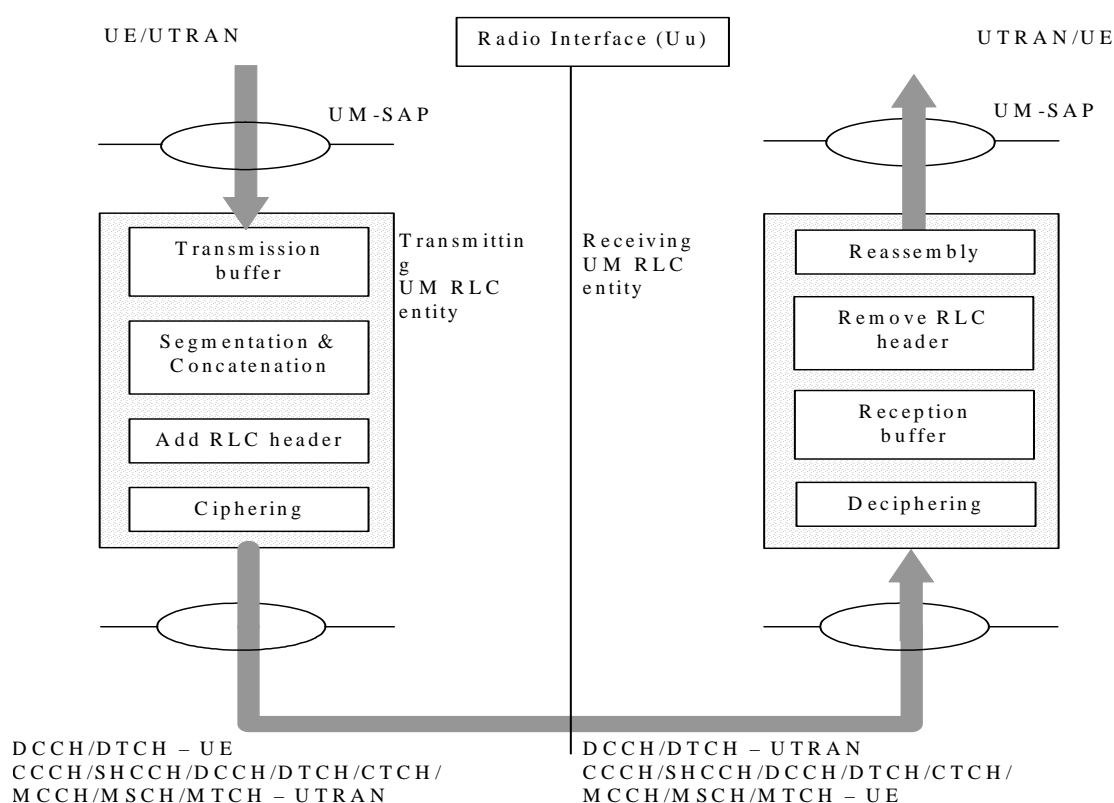 UE/UTRAN
Radio Interface (Uu)
UTRAN/UE
UM-SAP
UM-SAP
Transmission
buffer
Segmentation &
Concatenation
Add RLC header
Ciphering
Transmittin
g
UM RLC
entity
Receiving
UM RLC
entity
Reassembly
Remove RLC
header
Reception
buffer
Deciphering
DCCH/DTCH – UE
CCCH/SHCCH/DCCH/DTCH/CTCH/
MCCH/MSCH/MTCH – UTRAN
DCCH/DTCH – UTRAN
CCCH/SHCCH/DCCH/DTCH/CTCH/
MCCH/MSCH/MTCH – UE